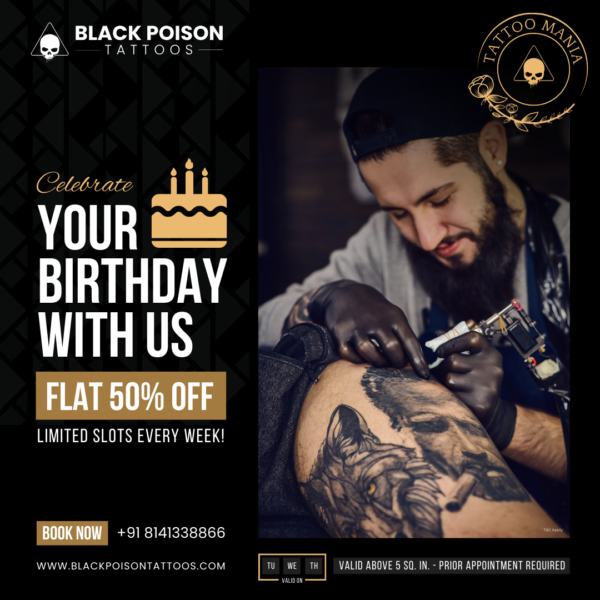 BLACK POISON
TATTOOS
TATTOO MANIA
Celebrate
YOUR
BIRTHDAY
WITH US
FLAT 50% OFF
LIMITED SLOTS EVERY WEEK!
BOOK NOW +91 8141338866
WWW.BLACKPOISONTATTOOS.COM
TU WE TH
VALID ON
VALID ABOVE 5 SQ. IN. - PRIOR APPOINTMENT REQUIRED
T&C Apply